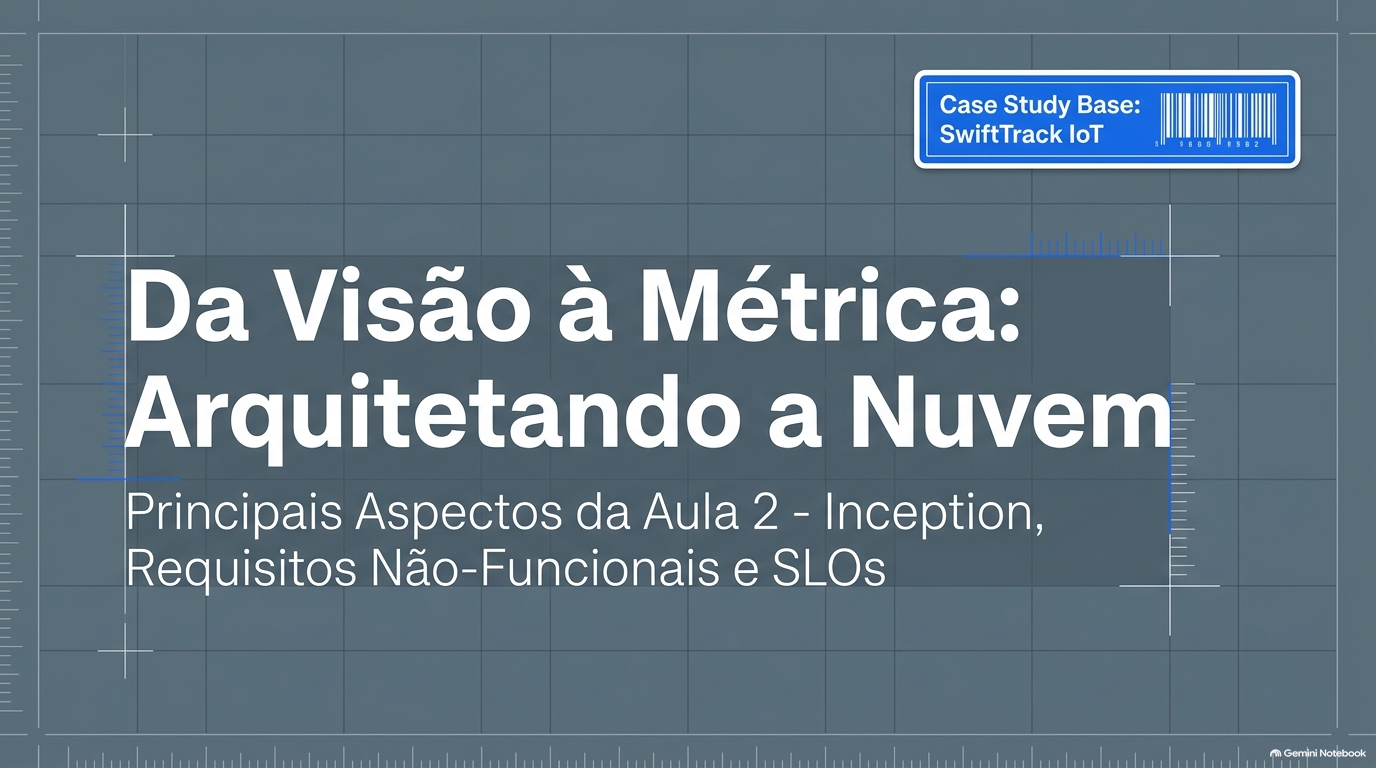 Case Study Base:
SwiftTrack IoT
Da Visão à Métrica:
Arquitetando a Nuvem
Principais Aspectos da Aula 2 - Inception,
Requisitos Não-Funcionais e SLOs
Gemini Notebook